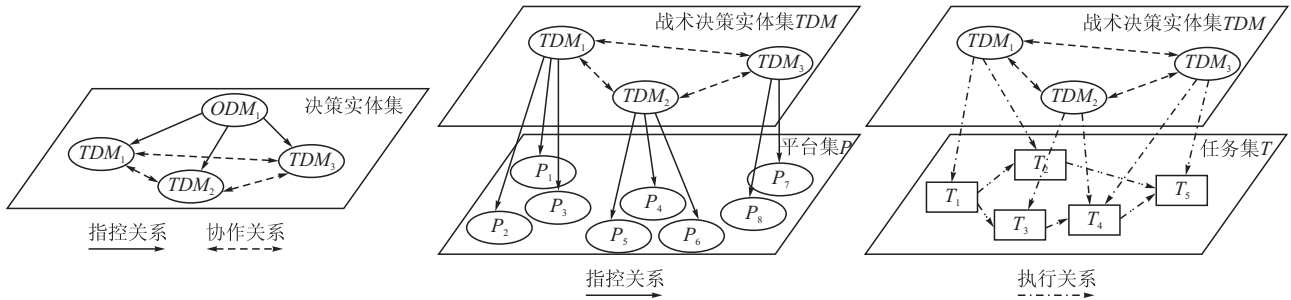 决策实体集
ODM₁
TDM₁
TDM₂
TDM₃
指控关系
协作关系
战术决策实体集TDM
TDM₁
TDM₂
TDM₃
平台集P
P₁
P₂
P₃
P₄
P₅
P₆
P₇
P₈
指控关系
战术决策实体集TDM
TDM₁
TDM₂
TDM₃
任务集T
T₁
T₂
T₃
T₄
T₅
执行关系